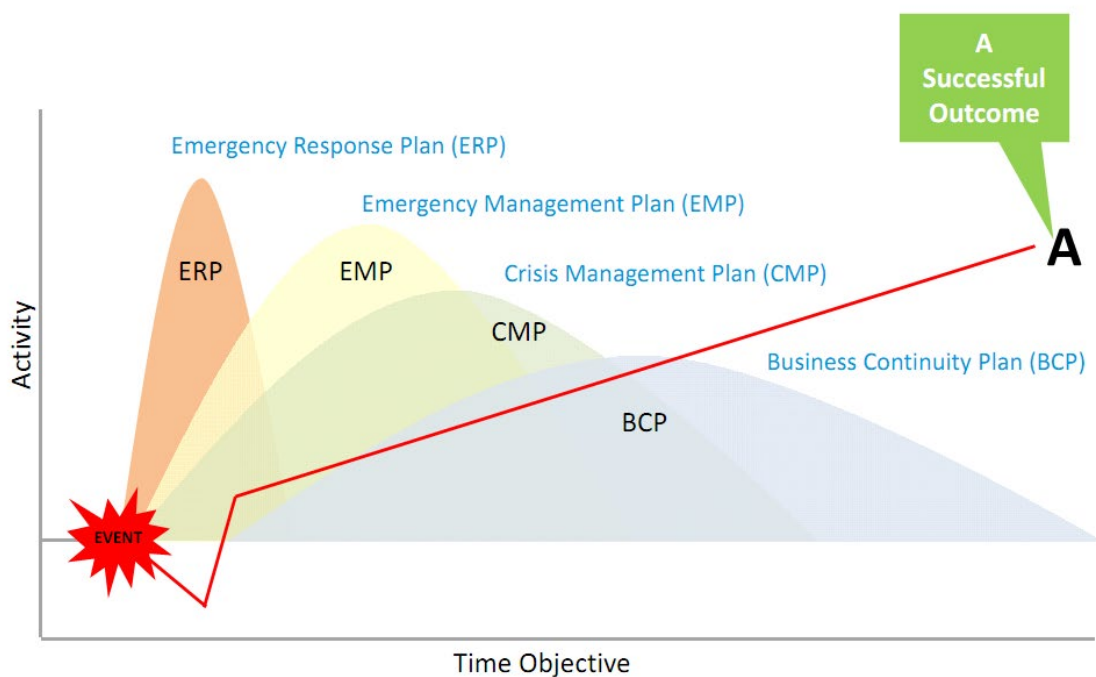 A
Successful
Outcome
Emergency Response Plan (ERP)
Emergency Management Plan (EMP)
A
ERP
EMP
Crisis Management Plan (CMP)
CMP
Activity
Business Continuity Plan (BCP)
BCP
EVENT
Time Objective